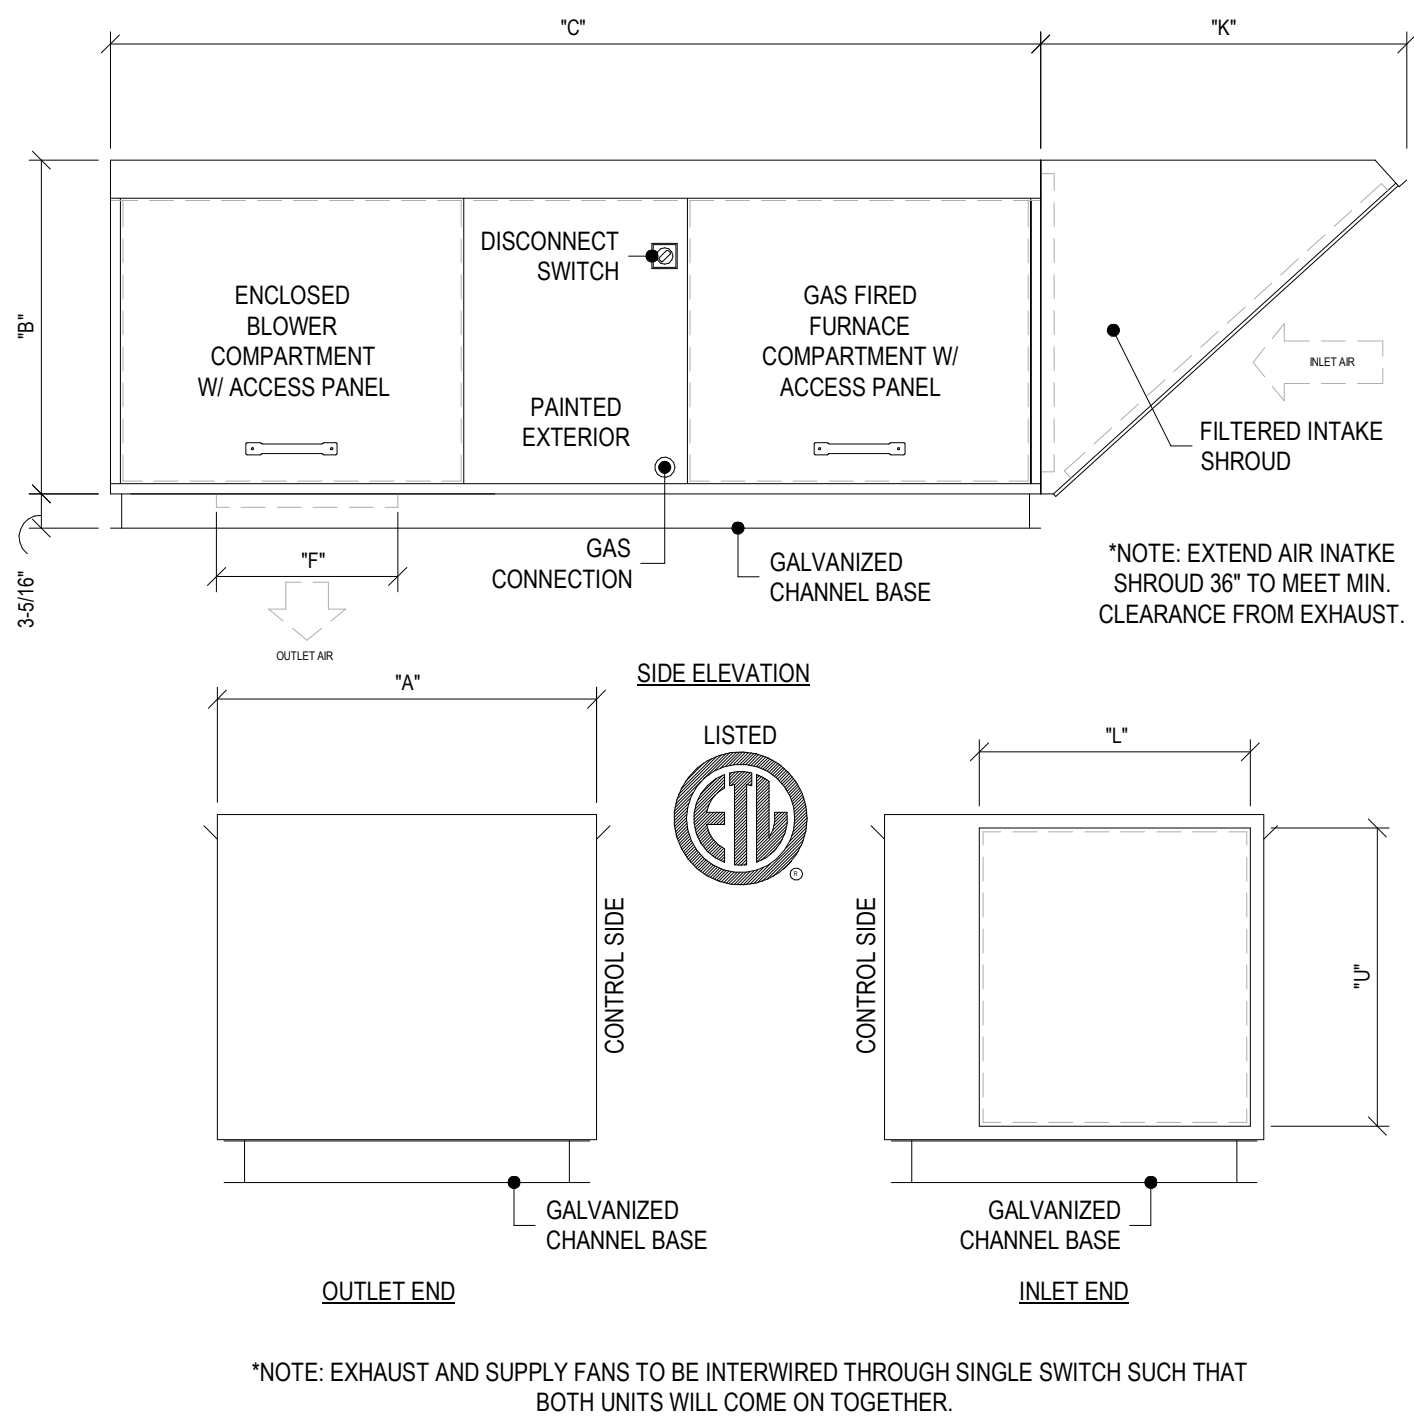 "C"
"K"
"B"
DISCONNECT
SWITCH
ENCLOSED
BLOWER
COMPARTMENT
W/ ACCESS PANEL
GAS FIRED
FURNACE
COMPARTMENT W/
ACCESS PANEL
INLET AIR
PAINTED
EXTERIOR
FILTERED INTAKE
SHROUD
3-5/16"
"F"
GAS
CONNECTION
GALVANIZED
CHANNEL BASE
*NOTE: EXTEND AIR INATKE
SHROUD 36" TO MEET MIN.
CLEARANCE FROM EXHAUST.
OUTLET AIR
SIDE ELEVATION
"A"
LISTED
ETL
R
"L"
CONTROL SIDE
CONTROL SIDE
"U"
GALVANIZED
CHANNEL BASE
GALVANIZED
CHANNEL BASE
OUTLET END
INLET END
*NOTE: EXHAUST AND SUPPLY FANS TO BE INTERWIRED THROUGH SINGLE SWITCH SUCH THAT
BOTH UNITS WILL COME ON TOGETHER.